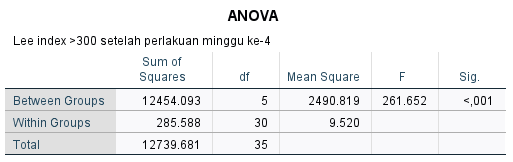 ANOVA
Lee index >300 setelah perlakuan minggu ke-4
Sum of Squares df Mean Square F Sig.
Between Groups 12454.093 5 2490.819 261.652 <,001
Within Groups 285.588 30 9.520
Total 12739.681 35